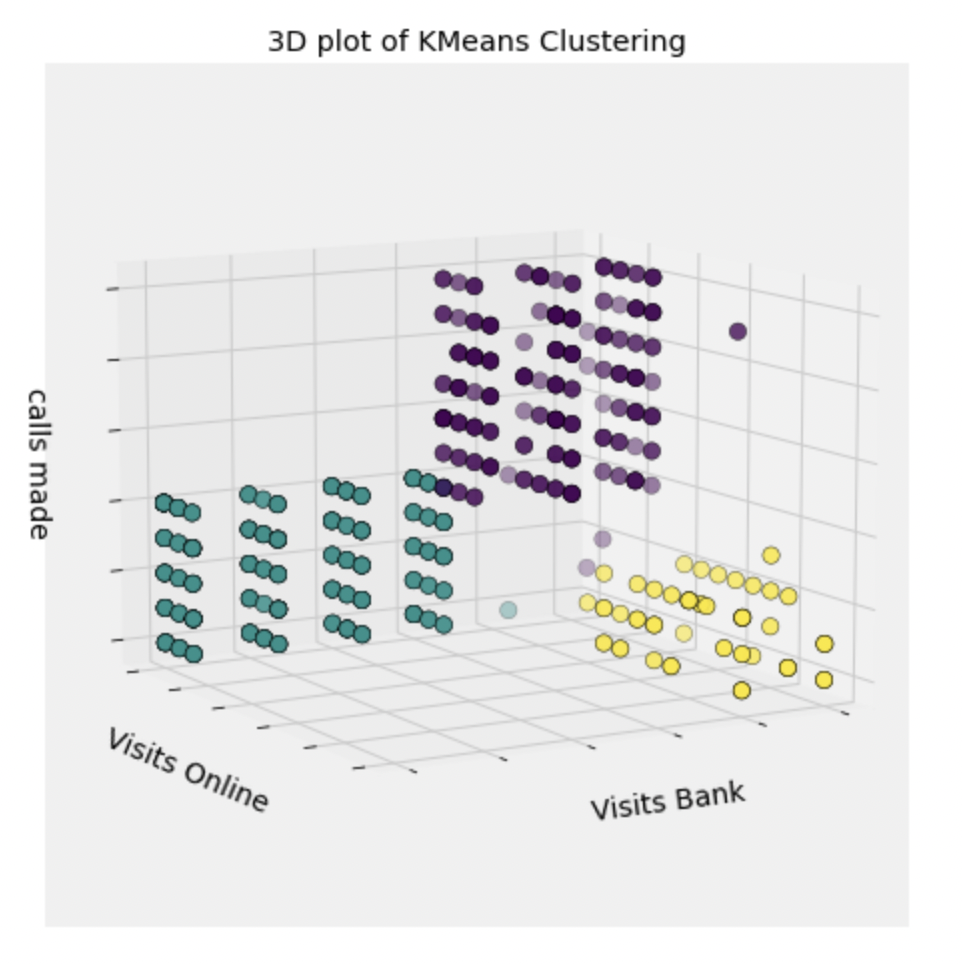 3D plot of KMeans Clustering
calls made
Visits Online
Visits Bank